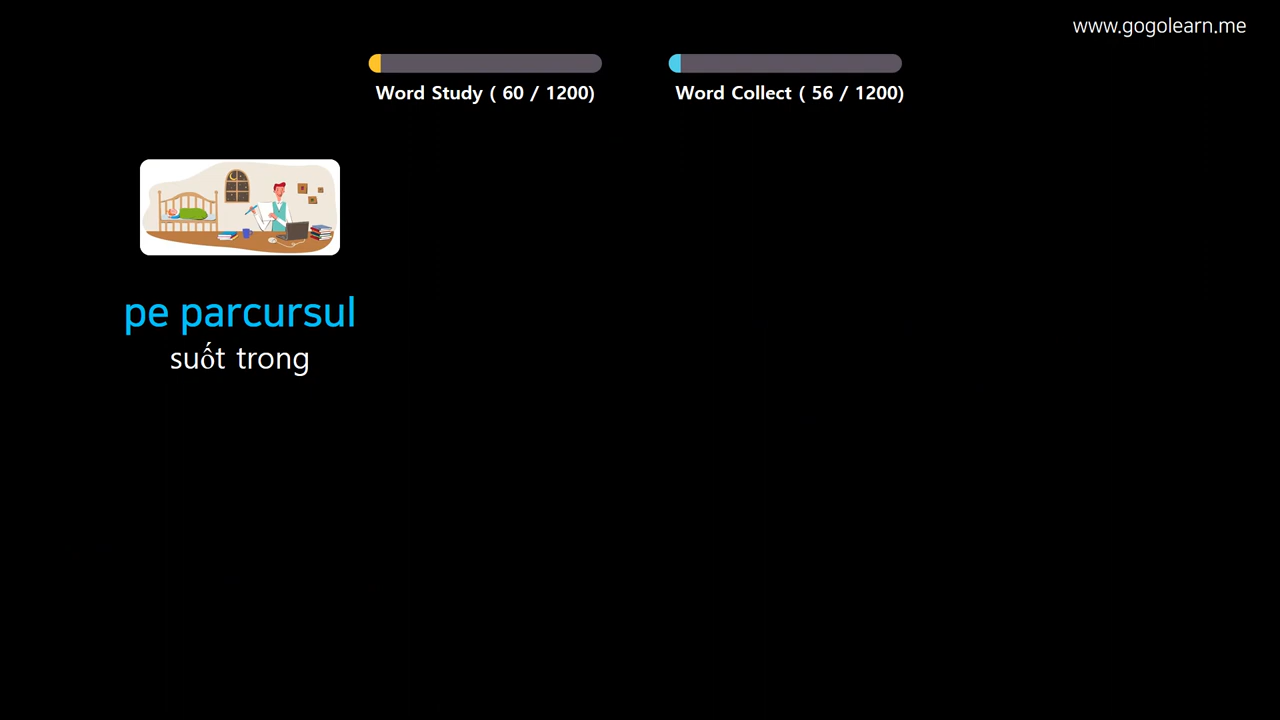 www.gogolearn.me
Word Study ( 60 / 1200)
Word Collect ( 56 / 1200)
pe parcursul
suốt trong